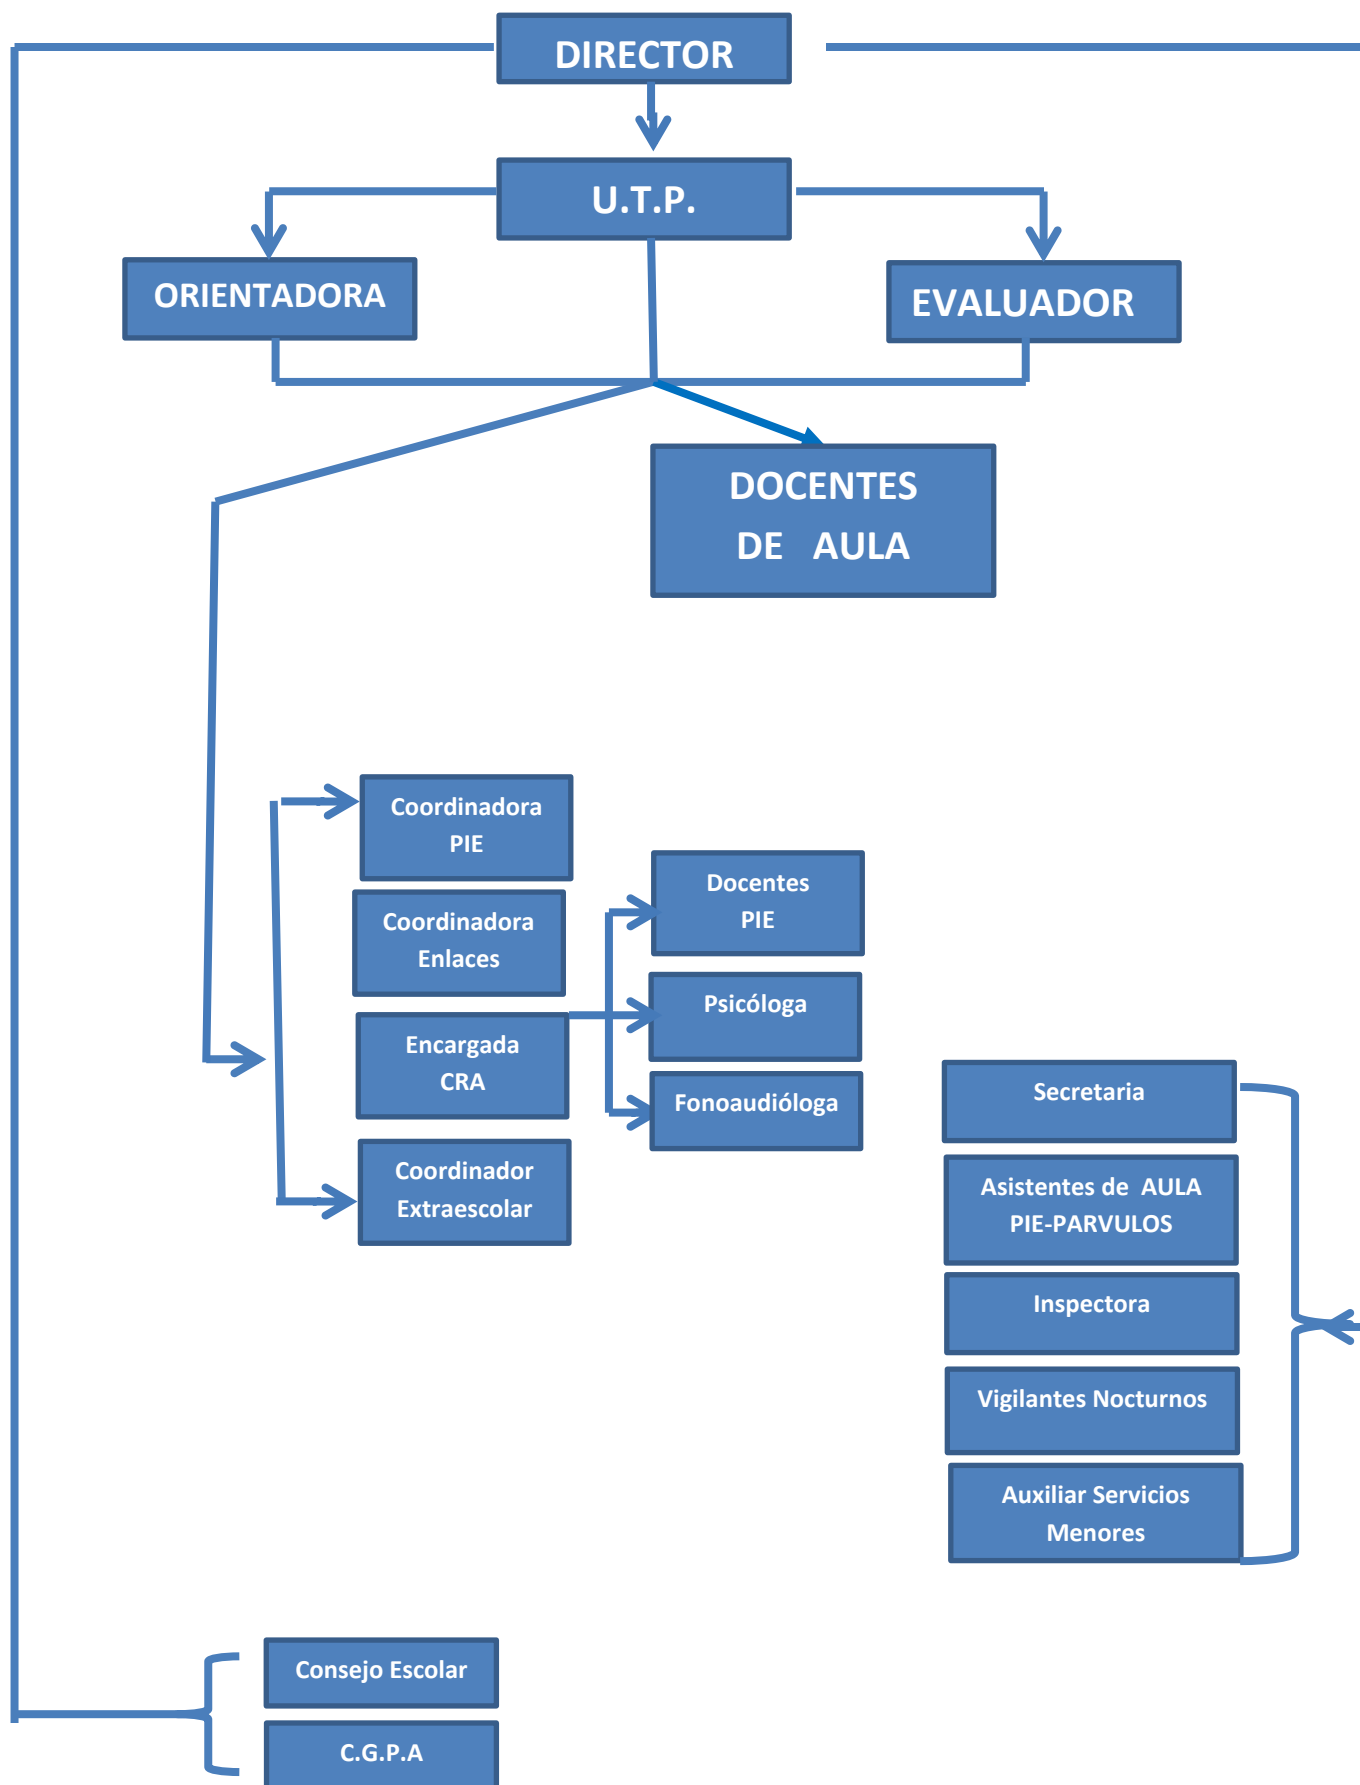 DIRECTOR
U.T.P.
ORIENTADORA
EVALUADOR
DOCENTES
DE AULA
Coordinadora
PIE
Coordinadora
Enlaces
Encargada
CRA
Coordinador
Extraescolar
Docentes
PIE
Psicóloga
Fonoaudióloga
Secretaria
Asistentes de AULA
PIE-PARVULOS
Inspectora
Vigilantes Nocturnos
Auxiliar Servicios
Menores
Consejo Escolar
C.G.P.A